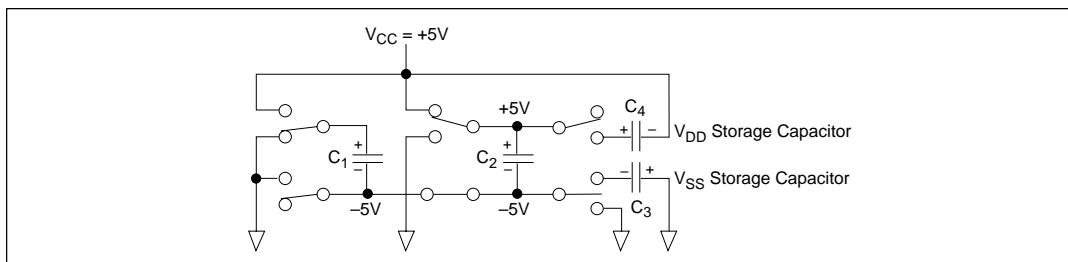 V_CC = +5V
+5V
C_4
+
−
V_DD Storage Capacitor
C_1
+
−
C_2
+
−
−
+
V_SS Storage Capacitor
C_3
–5V
–5V